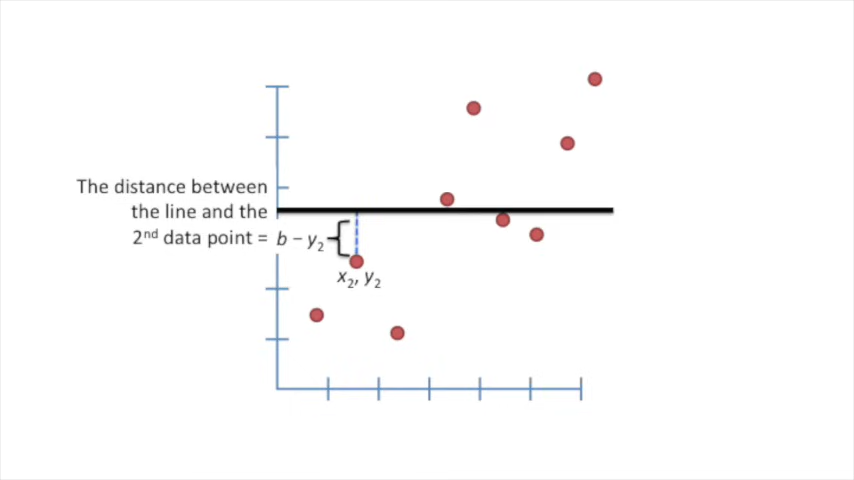 The distance between
the line and the
2nd data point = b − y2
x2, y2